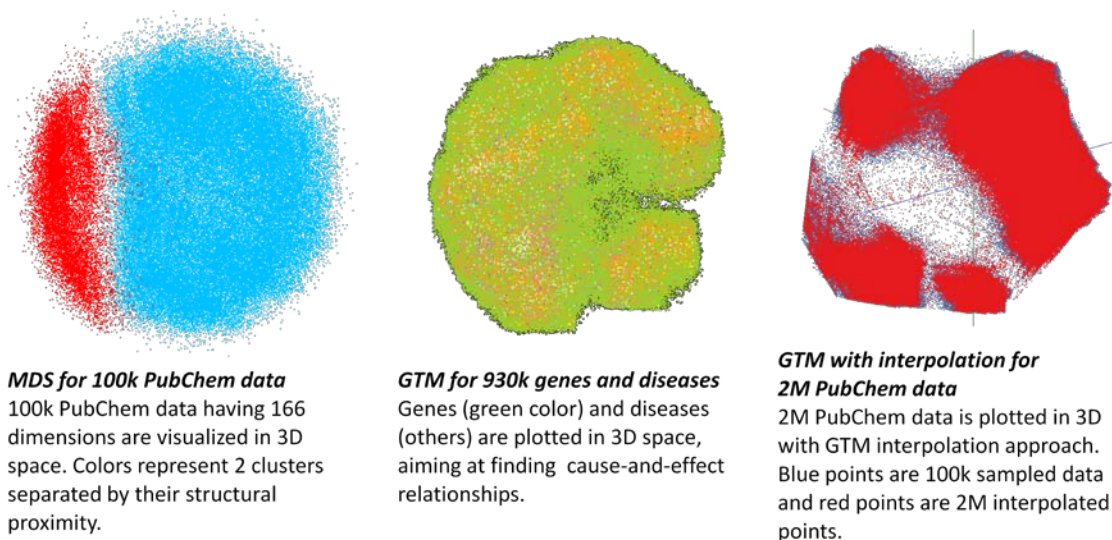 MDS for 100k PubChem data
100k PubChem data having 166
dimensions are visualized in 3D
space. Colors represent 2 clusters
separated by their structural
proximity.
GTM for 930k genes and diseases
Genes (green color) and diseases
(others) are plotted in 3D space,
aiming at finding cause-and-effect
relationships.
GTM with interpolation for
2M PubChem data
2M PubChem data is plotted in 3D
with GTM interpolation approach.
Blue points are 100k sampled data
and red points are 2M interpolated
points.